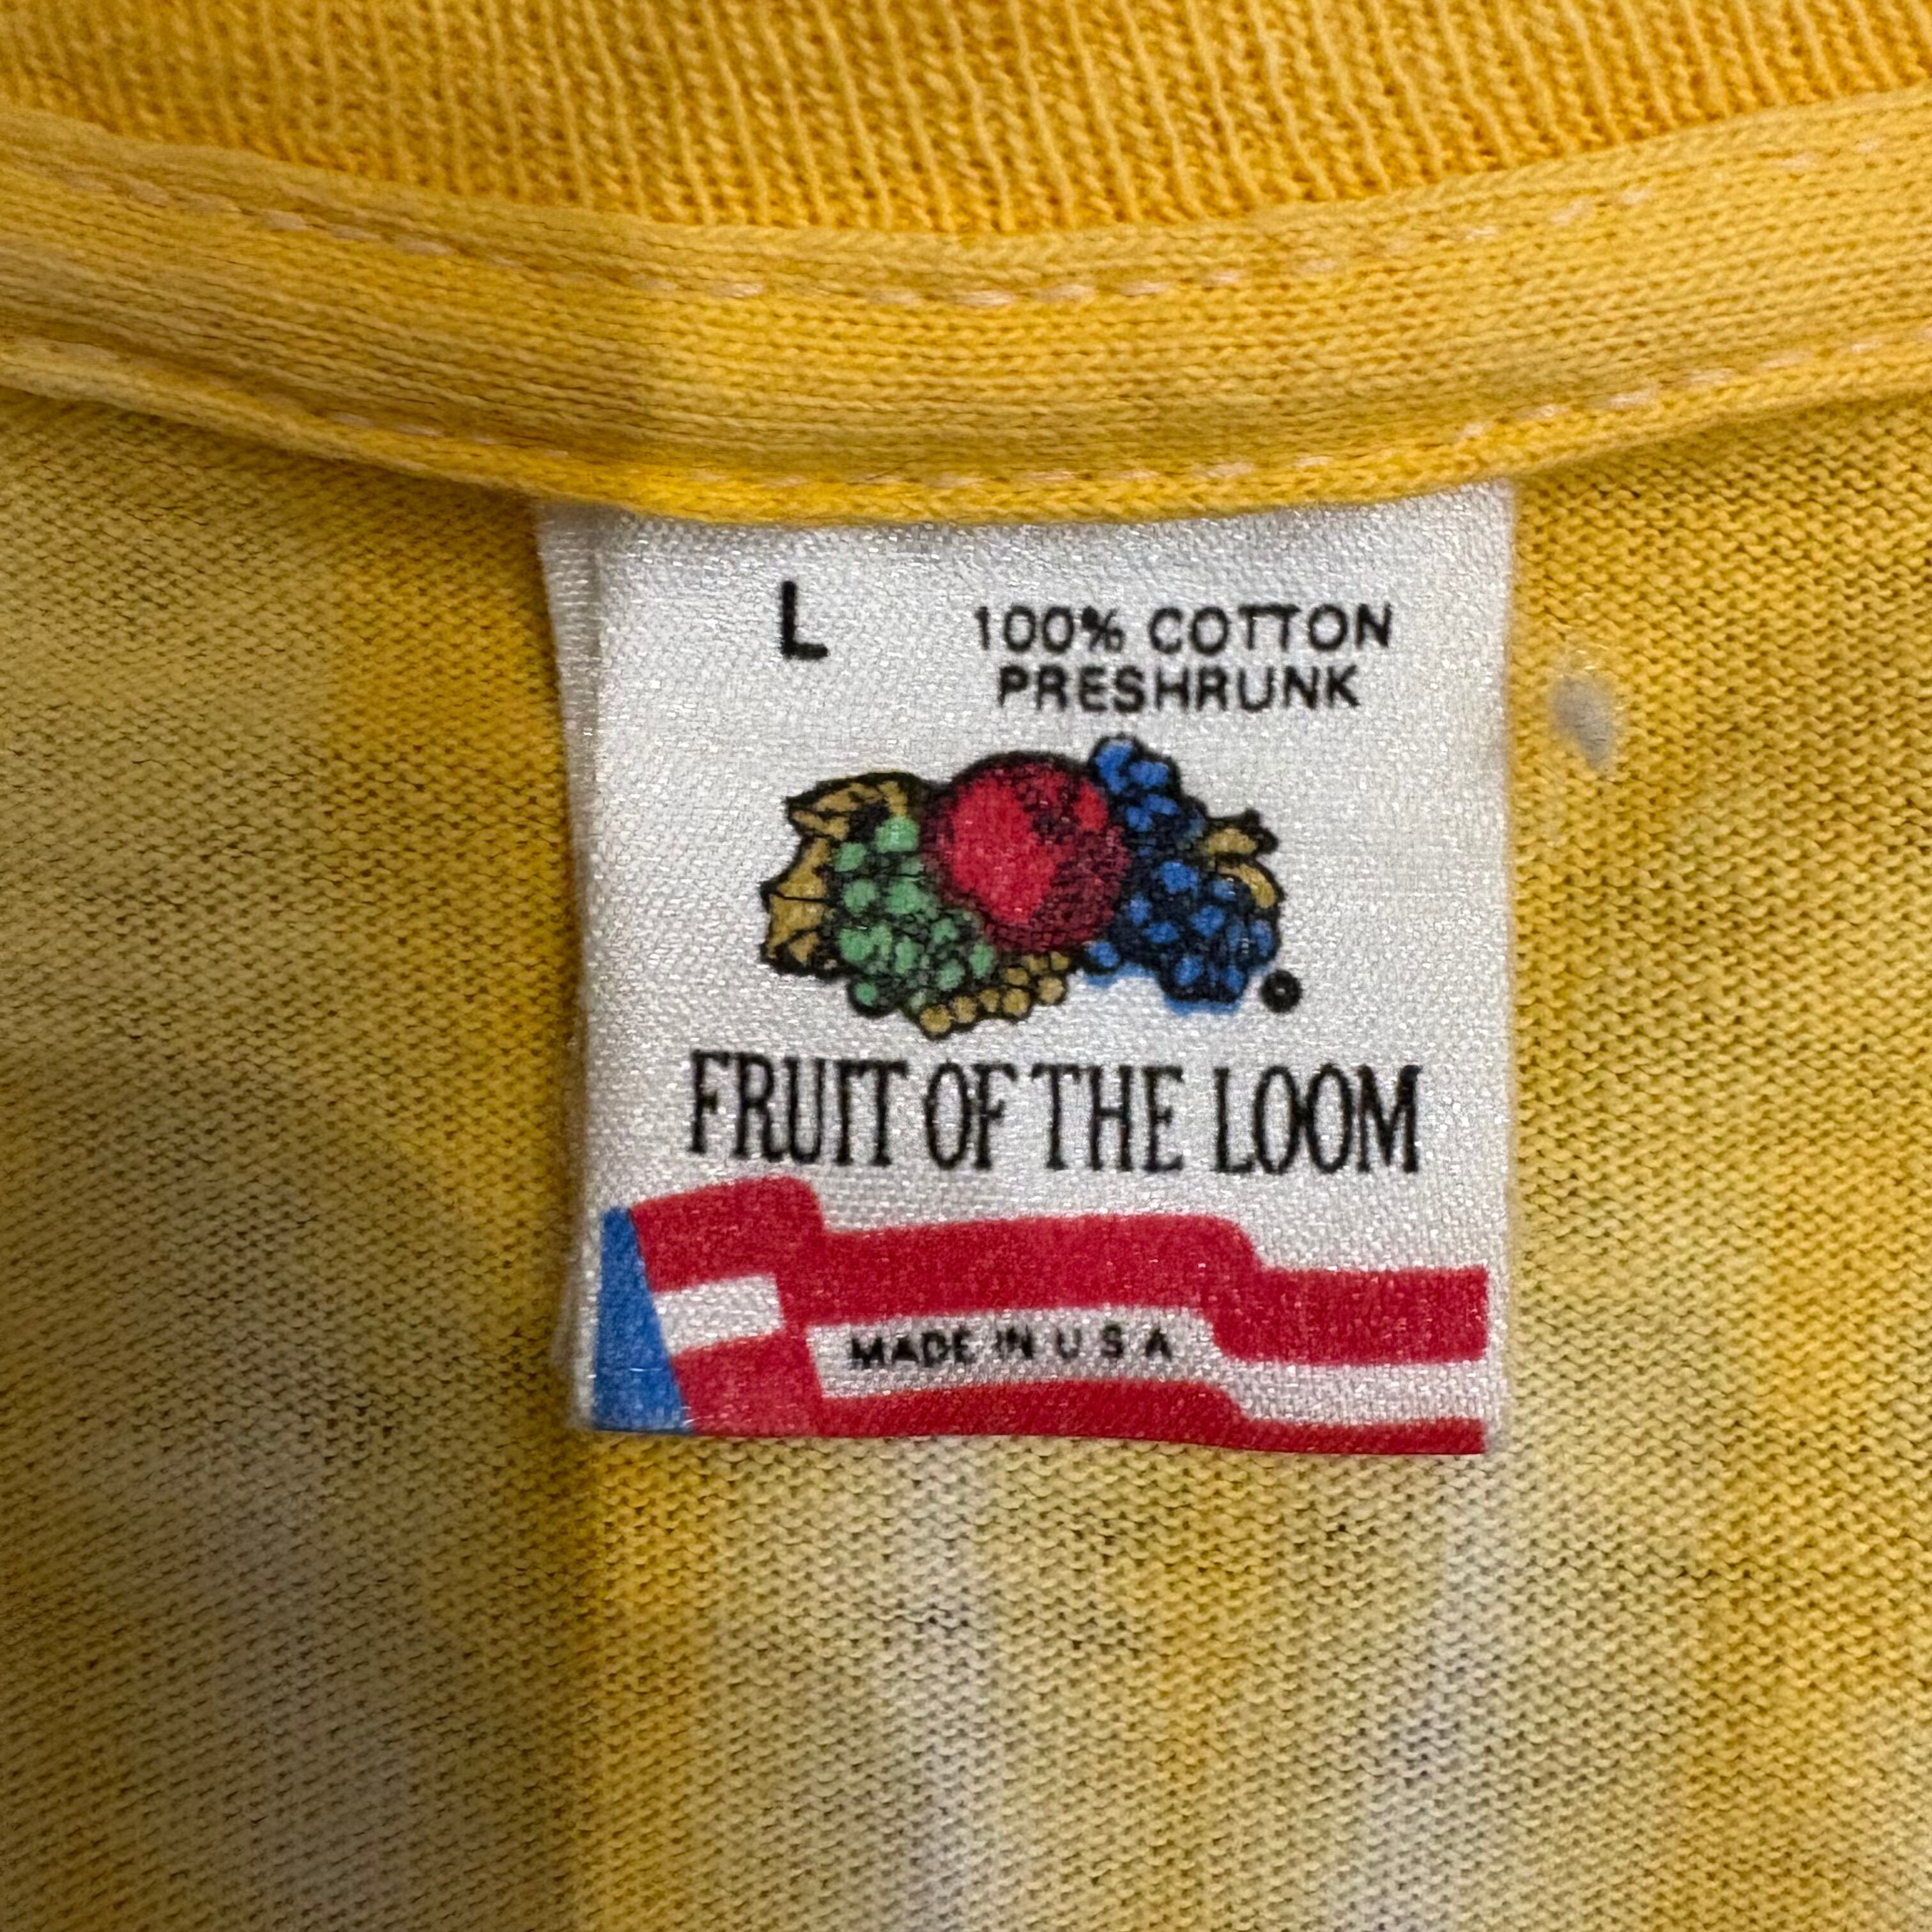 L
100% COTTON
PRESHRUNK
FRUIT OF THE LOOM
MADE IN U S A